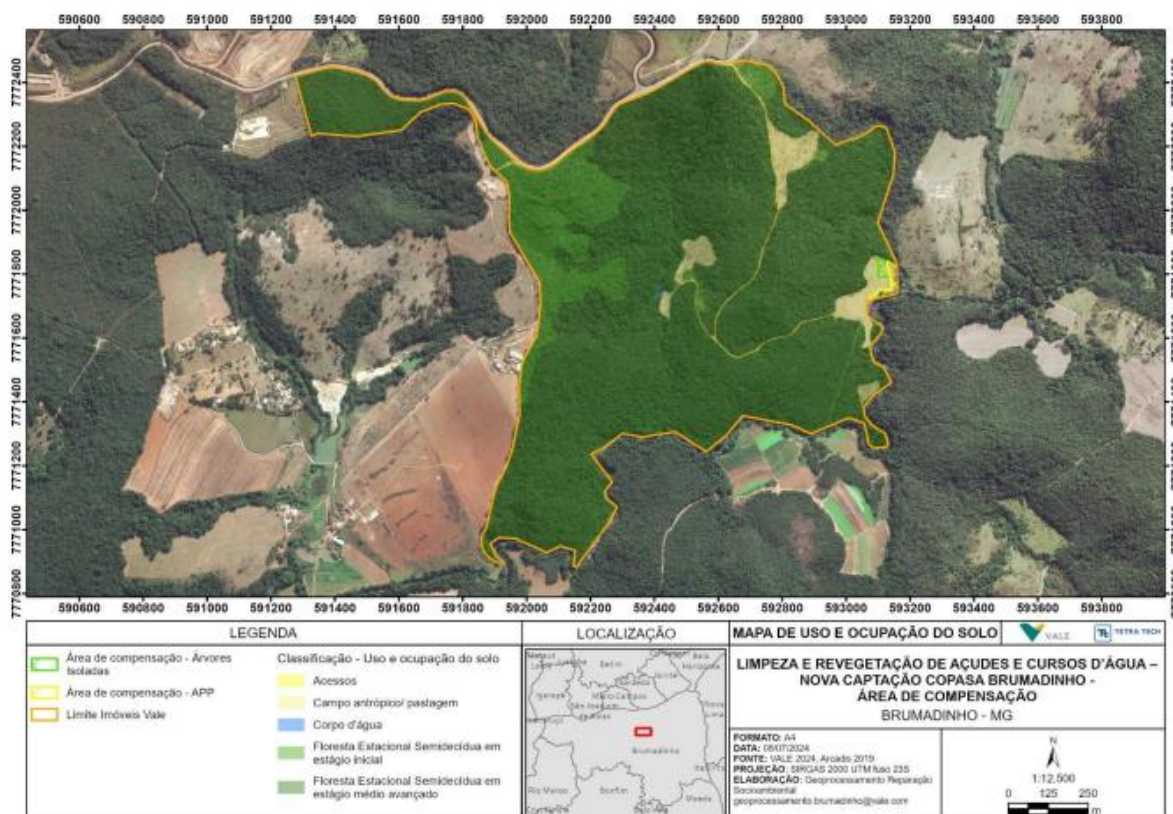 590600 590800 591000 591200 591400 591600 591800 592000 592200 592400 592600 592800 593000 593200 593400 593600 593800
7772400
7772200
7772000
7771800
7771600
7771400
7771200
7771000
7770800
590600 590800 591000 591200 591400 591600 591800 592000 592200 592400 592600 592800 593000 593200 593400 593600 593800
LEGENDA
Área de compensação - Árvores
Isoladas
Área de compensação - APP
Limite Imóveis Vale
Classificação - Uso e ocupação do solo
Acessos
Campo antrópico/ pastagem
Corpo d'água
Floresta Estacional Semidecídua em
estágio inicial
Floresta Estacional Semidecídua em
estágio médio avançado
LOCALIZAÇÃO
Betim
Igarapé
Mário Campos
Brumadinho
Bonfim
Moeda
MAPA DE USO E OCUPAÇÃO DO SOLO
VALE
TETRA TECH
LIMPEZA E REVEGETAÇÃO DE AÇUDES E CURSOS D'ÁGUA –
NOVA CAPTAÇÃO COPASA BRUMADINHO -
ÁREA DE COMPENSAÇÃO
BRUMADINHO - MG
FORMATO: A4
DATA: 08/07/2024
FONTE: VALE 2024, Arcadis 2019
PROJEÇÃO: SIRGAS 2000 UTM fuso 23S
ELABORAÇÃO: Geoprocessamento Reparação
Socioambiental
geoprocessamento.brumadinho@vale.com
N
1:12.500
0 125 250
m